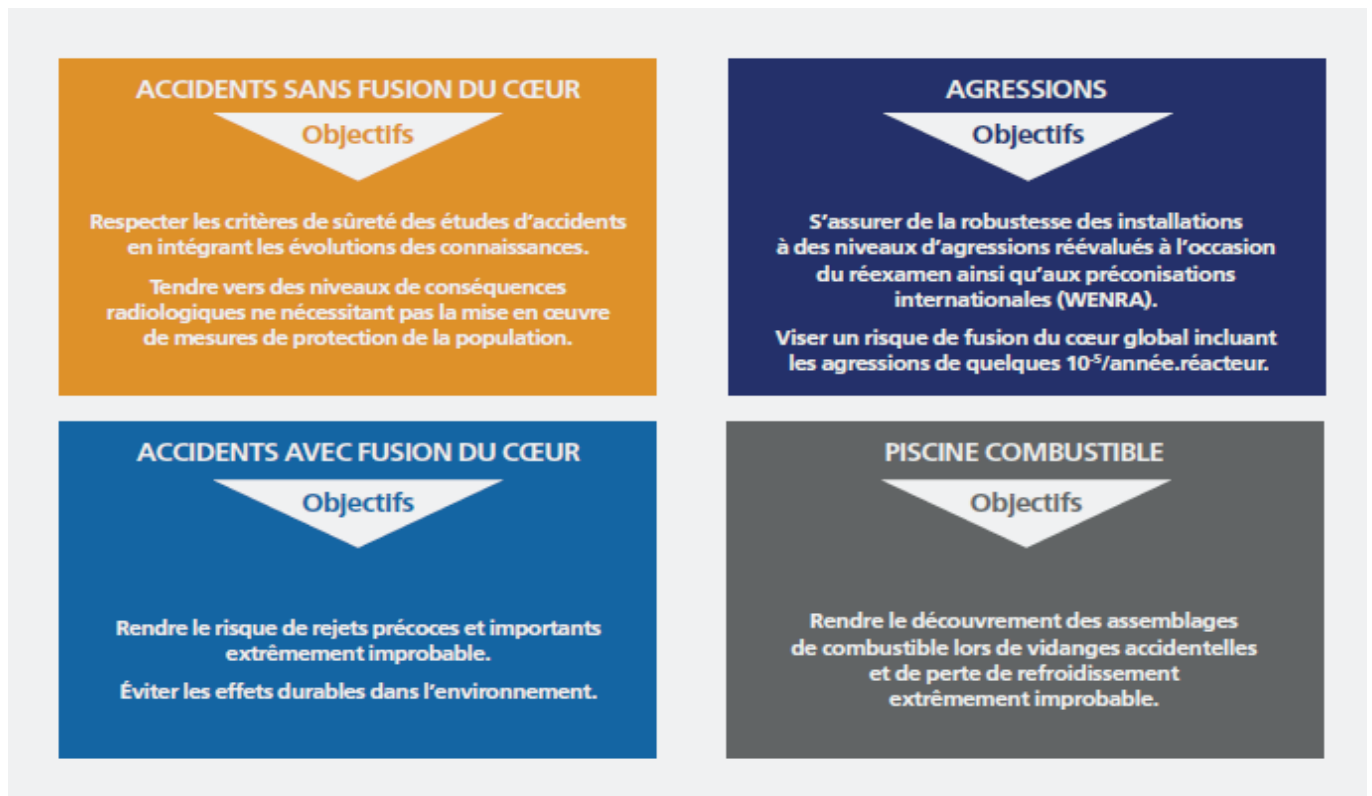 ACCIDENTS SANS FUSION DU CŒUR
Objectifs
Respecter les critères de sûreté des études d’accidents
en intégrant les évolutions des connaissances.
Tendre vers des niveaux de conséquences
radiologiques ne nécessitant pas la mise en œuvre
de mesures de protection de la population.
AGRESSIONS
Objectifs
S’assurer de la robustesse des installations
à des niveaux d’agressions réévalués à l’occasion
du réexamen ainsi qu’aux préconisations
internationales (WENRA).
Viser un risque de fusion du cœur global incluant
les agressions de quelques 10⁻⁵/année.réacteur.
ACCIDENTS AVEC FUSION DU CŒUR
Objectifs
Rendre le risque de rejets précoces et importants
extrêmement improbable.
Éviter les effets durables dans l’environnement.
PISCINE COMBUSTIBLE
Objectifs
Rendre le découvrement des assemblages
de combustible lors de vidanges accidentelles
et de perte de refroidissement
extrêmement improbable.